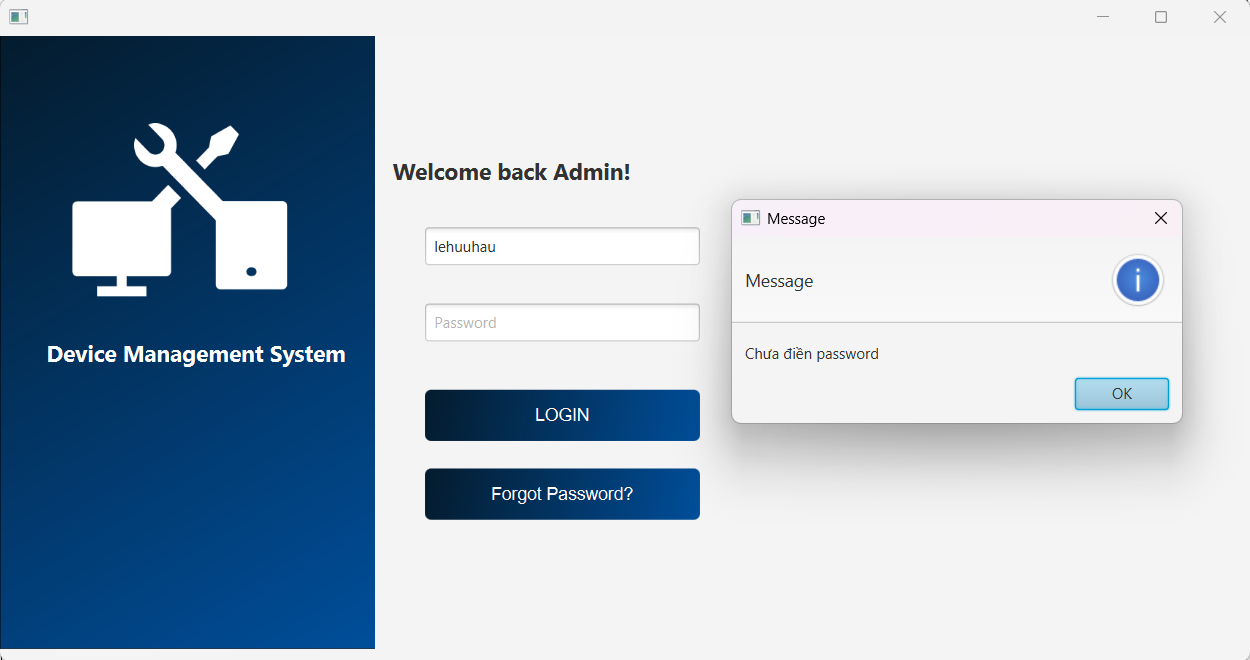 Device Management System
Welcome back Admin!
lehuuhau
Password
LOGIN
Forgot Password?
Message
Message
i
Chưa điền password
OK